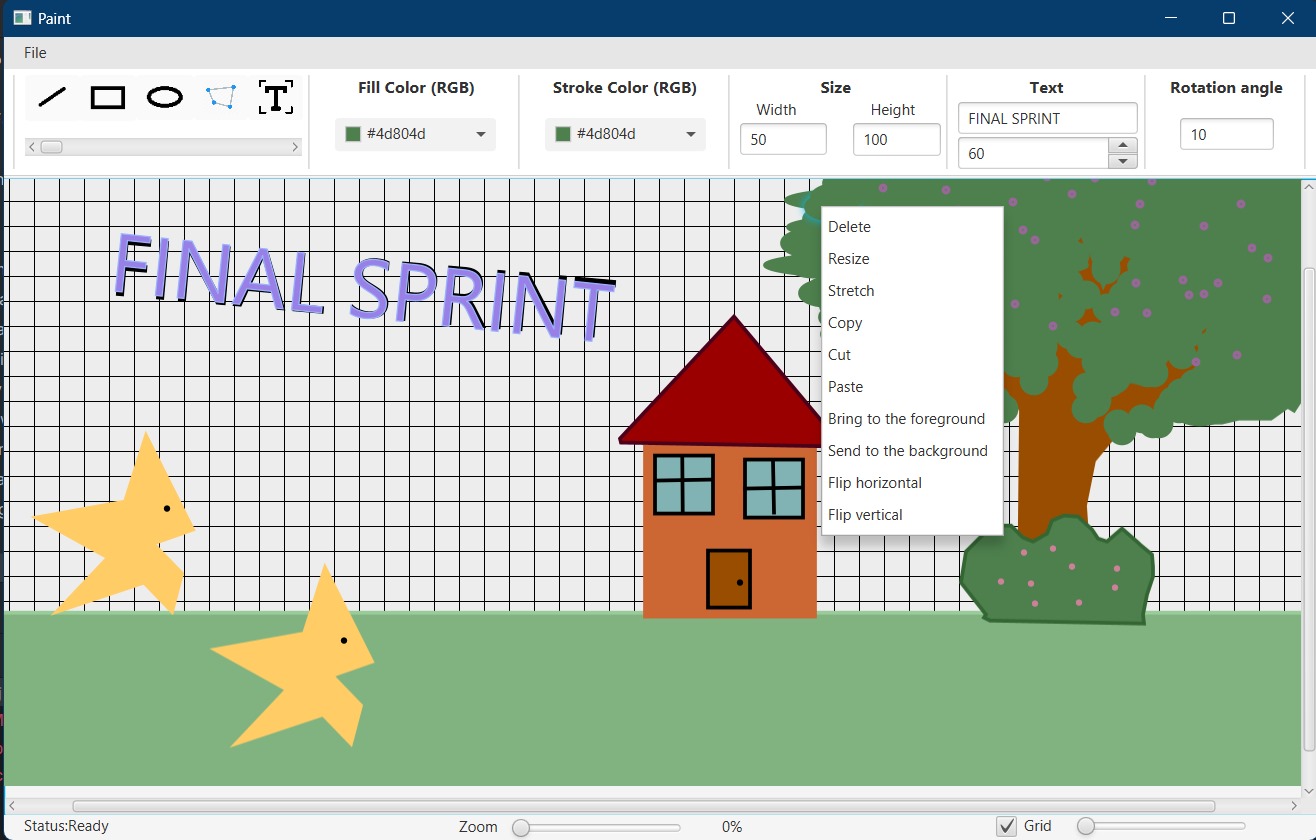 Paint
File
Fill Color (RGB)
#4d804d
Stroke Color (RGB)
#4d804d
Size
Width
Height
50
100
Text
FINAL SPRINT
60
Rotation angle
10
FINAL SPRINT
Delete
Resize
Stretch
Copy
Cut
Paste
Bring to the foreground
Send to the background
Flip horizontal
Flip vertical
Status:Ready
Zoom
0%
Grid